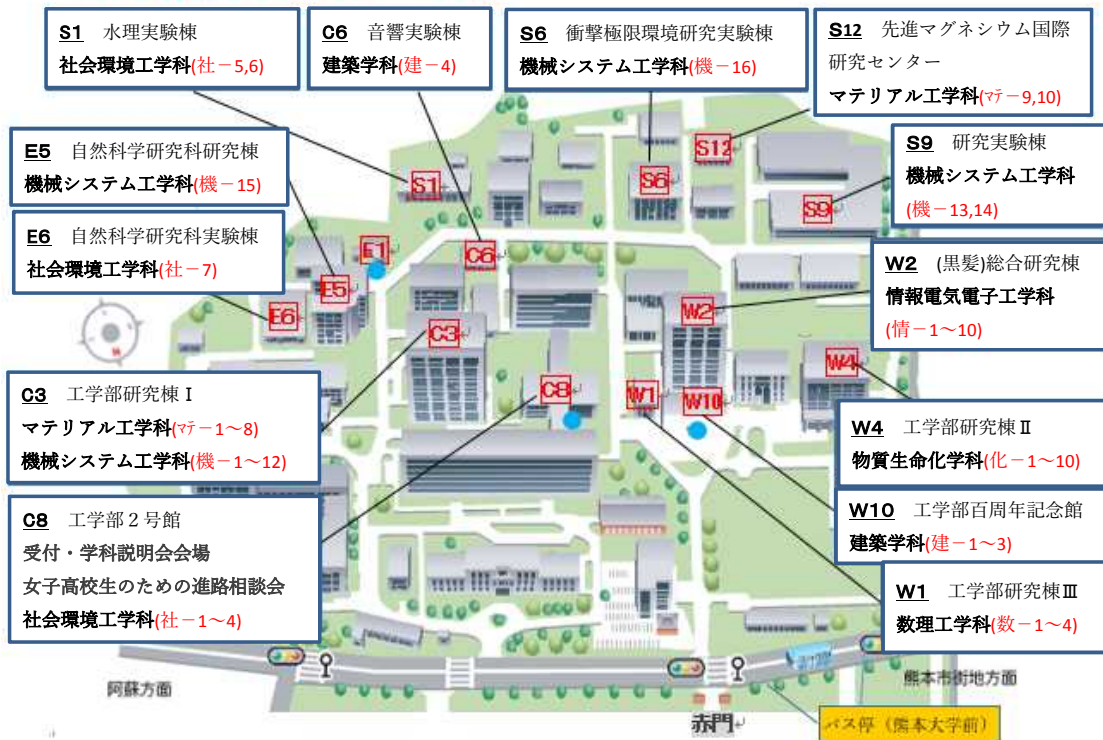 S1 水理実験棟
社会環境工学科(社－5,6)
C6 音響実験棟
建築学科(建－4)
S6 衝撃極限環境研究実験棟
機械システム工学科(機－16)
S12 先進マグネシウム国際
研究センター
マテリアル工学科(ﾏﾃ－9,10)
E5 自然科学研究科研究棟
機械システム工学科(機－15)
S9 研究実験棟
機械システム工学科
(機－13,14)
E6 自然科学研究科実験棟
社会環境工学科(社－7)
W2 (黒髪)総合研究棟
情報電気電子工学科
(情－1～10)
C3 工学部研究棟Ⅰ
マテリアル工学科(ﾏﾃ－1～8)
機械システム工学科(機－1～12)
W4 工学部研究棟Ⅱ
物質生命化学科(化－1～10)
C8 工学部２号館
受付・学科説明会会場
女子高校生のための進路相談会
社会環境工学科(社－1～4)
W10 工学部百周年記念館
建築学科(建－1～3)
W1 工学部研究棟Ⅲ
数理工学科(数－1～4)
S12
S1
S6
S9
E1
C6
E5
E6
W2
C3
W4
C8
W1
W10
阿蘇方面
熊本市街地方面
赤門
バス停（熊本大学前）